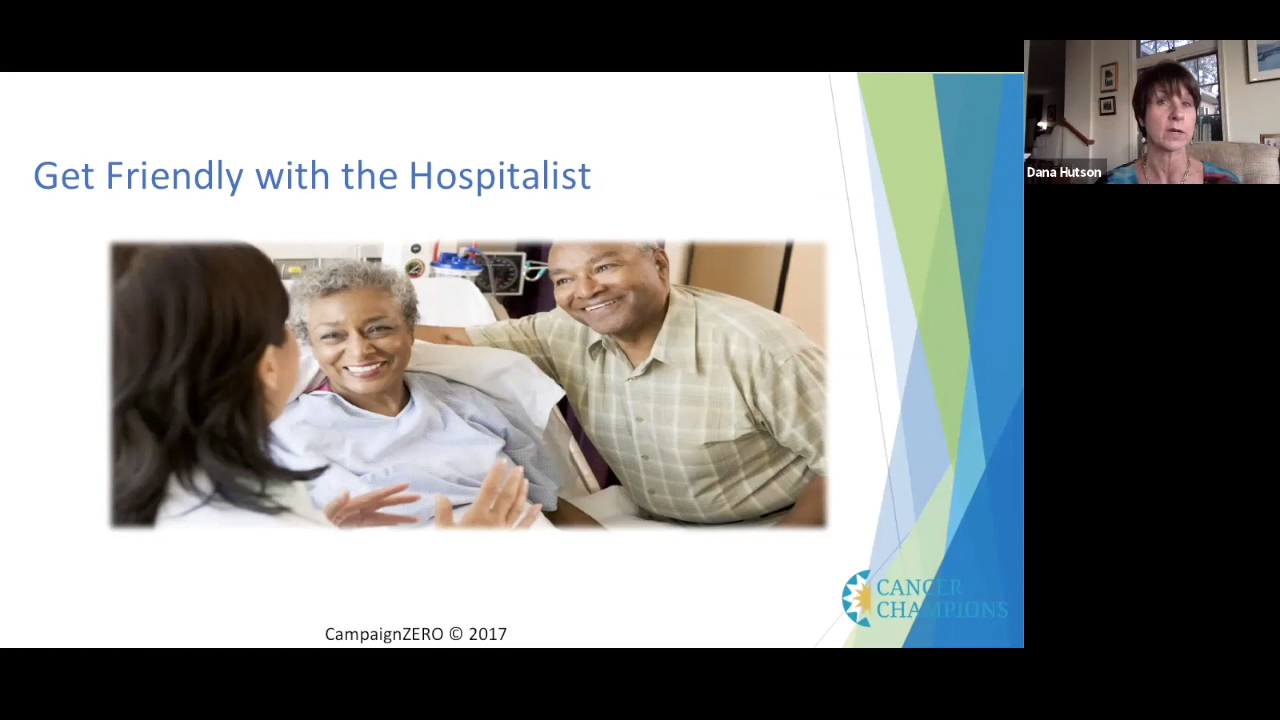 Get Friendly with the Hospitalist
Dana Hutson
CANCER
CHAMPIONS
CampaignZERO © 2017